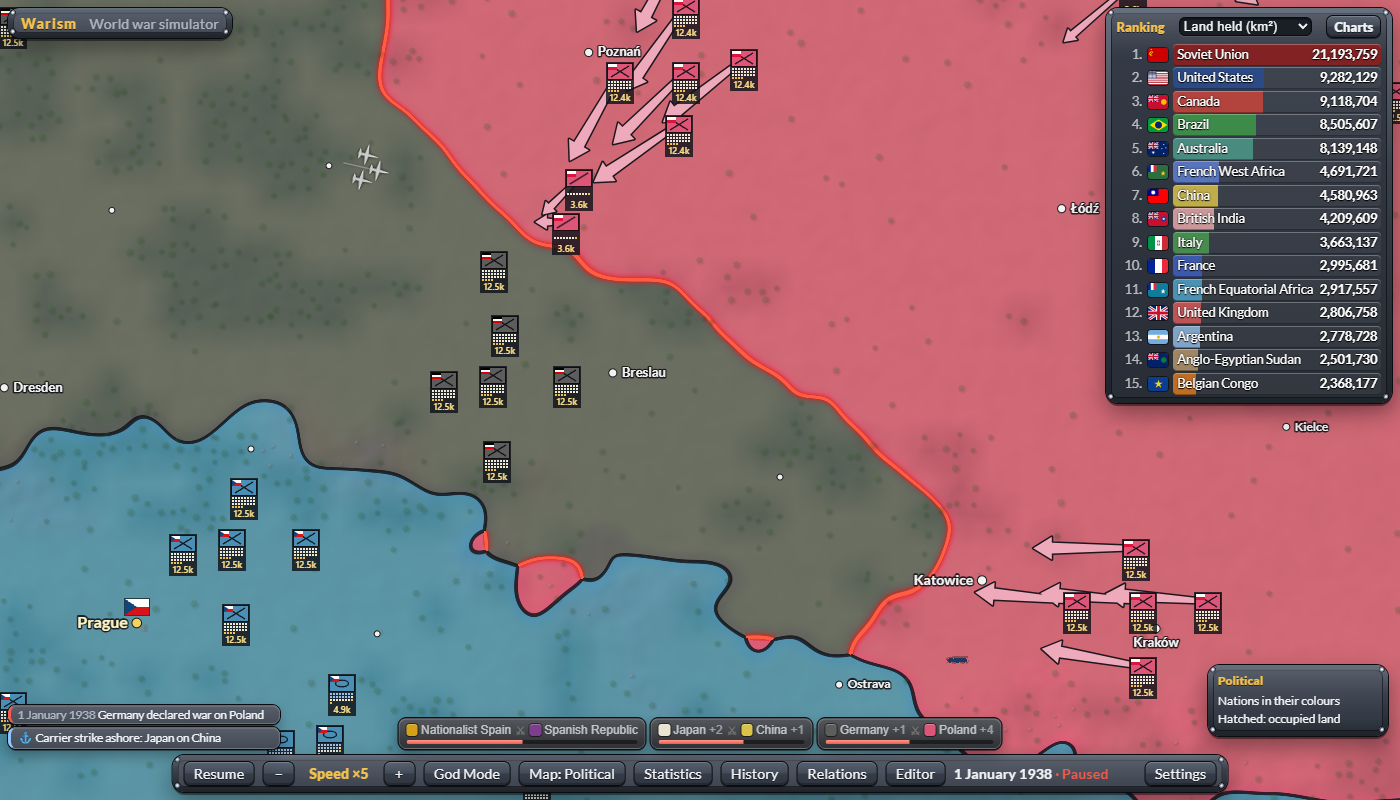 Warism World war simulator
12.5k
12.4k
Poznań
12.4k
12.4k
12.4k
12.4k
3.6k
3.6k
Łódź
12.5k
12.5k
Breslau
12.5k
12.5k
12.5k
Dresden
12.5k
Kielce
12.5k
12.5k
12.5k
12.5k
12.5k
Katowice
12.5k
12.5k
12.5k
Kraków
Prague
12.5k
12.5k
Ostrava
4.9k
Ranking Land held (km²) Charts
1. Soviet Union 21,193,759
2. United States 9,282,129
3. Canada 9,118,704
4. Brazil 8,505,607
5. Australia 8,139,148
6. French West Africa 4,691,721
7. China 4,580,963
8. British India 4,209,609
9. Italy 3,663,137
10. France 2,995,681
11. French Equatorial Africa 2,917,557
12. United Kingdom 2,806,758
13. Argentina 2,778,728
14. Anglo-Egyptian Sudan 2,501,730
15. Belgian Congo 2,368,177
Political
Nations in their colours
Hatched: occupied land
1 January 1938 Germany declared war on Poland
Carrier strike ashore: Japan on China
Nationalist Spain Spanish Republic
Japan +2 China +1
Germany +1 Poland +4
Resume − Speed ×5 + God Mode Map: Political Statistics History Relations Editor 1 January 1938 · Paused Settings